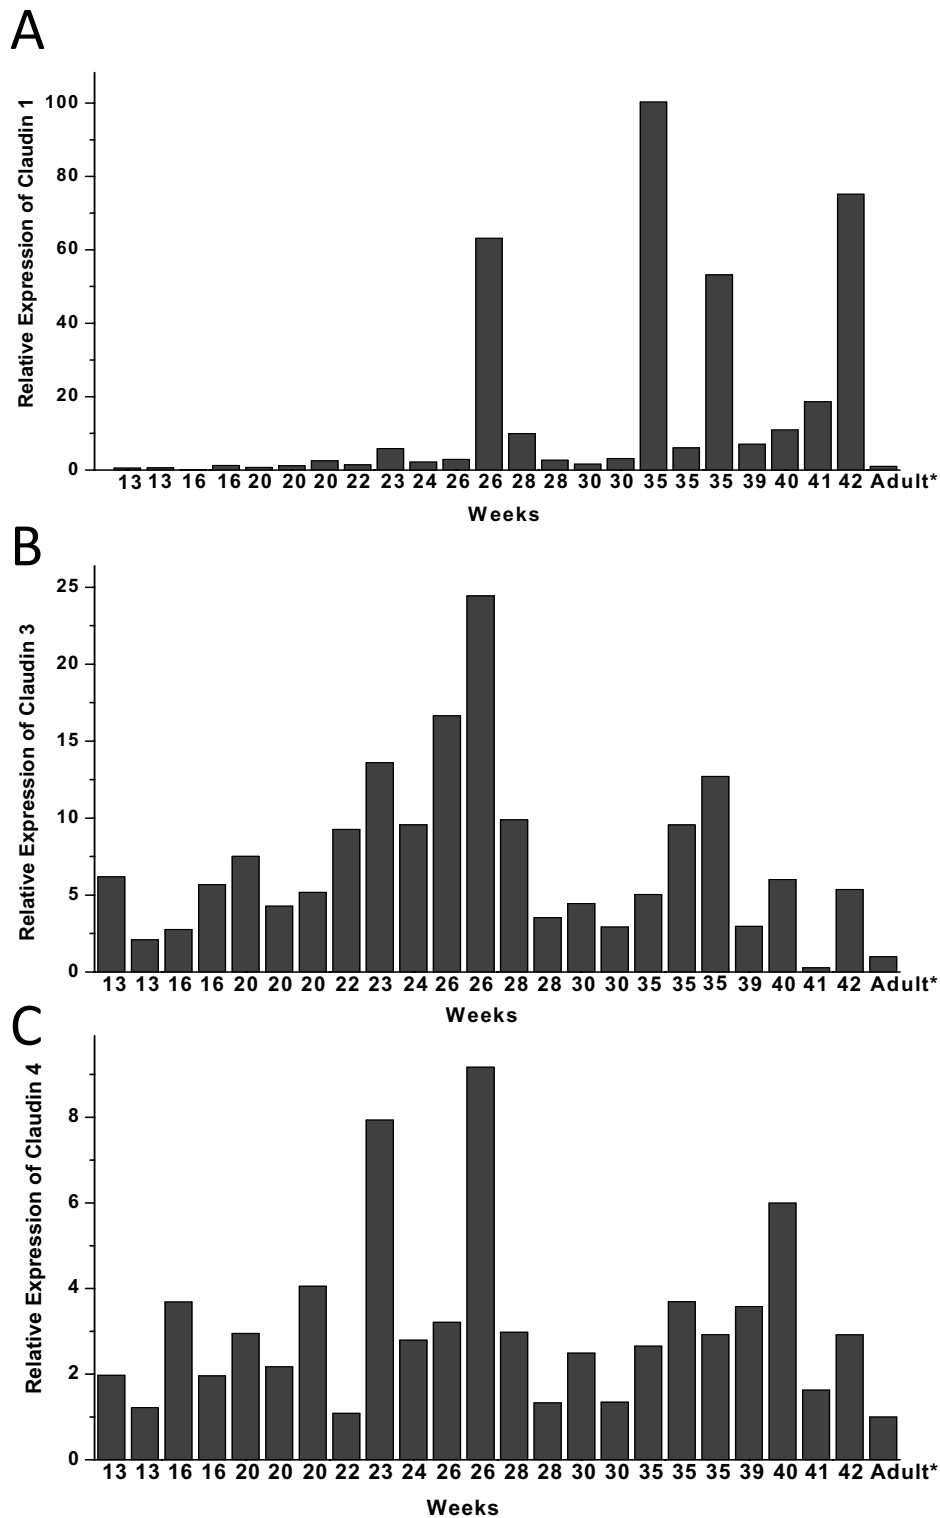 A
Relative Expression of Claudin 1
100
80
60
40
20
0
13 13 16 16 20 20 20 22 23 24 26 26 28 28 30 30 35 35 35 39 40 41 42 Adult*
Weeks
B
Relative Expression of Claudin 3
25
20
15
10
5
0
13 13 16 16 20 20 20 22 23 24 26 26 28 28 30 30 35 35 35 39 40 41 42 Adult*
Weeks
C
Relative Expression of Claudin 4
8
6
4
2
0
13 13 16 16 20 20 20 22 23 24 26 26 28 28 30 30 35 35 35 39 40 41 42 Adult*
Weeks